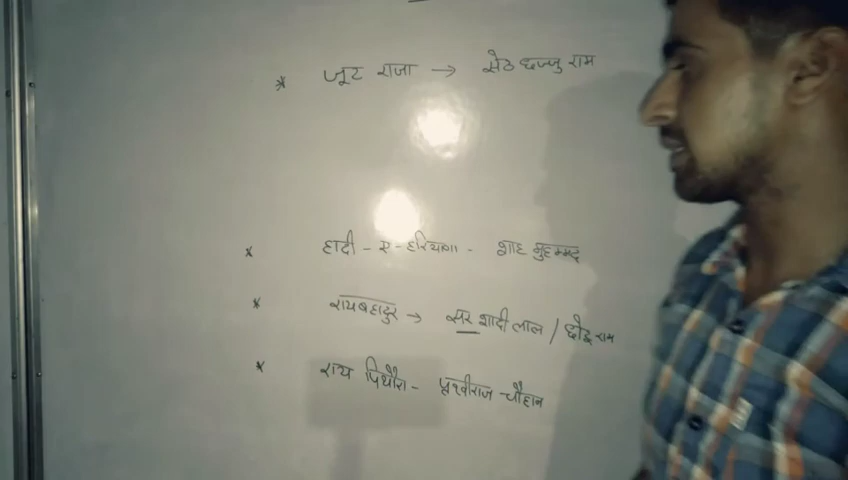 * जूट राजा → सेठ छज्जु राम
* हादी - ए - हरियाणा - शाह मुहम्मद
* रायबहादुर → सर शादी लाल / छोटू राम
* राय पिथौरा - पृथ्वीराज चौहान